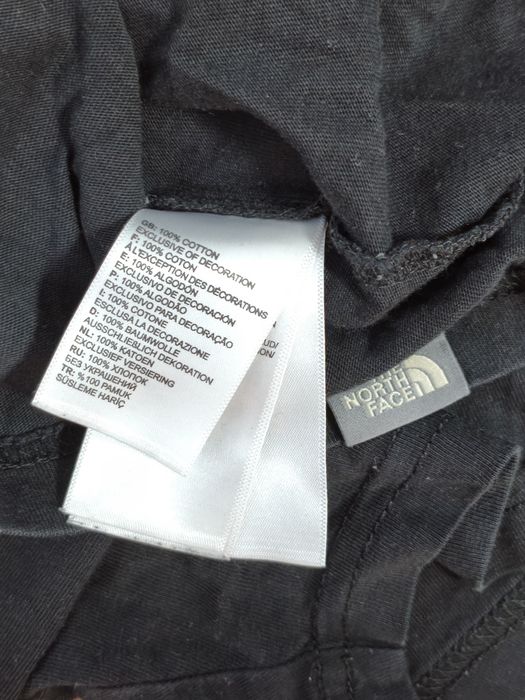 GB: 100% COTTON
EXCLUSIVE OF DECORATION
F: 100% COTON
À L'EXCEPTION DES DÉCORATIONS
E: 100% ALGODÓN
EXCLUSIVO DE DECORACIÓN
P: 100% ALGODÃO
EXCLUSIVO PARA DECORAÇÃO
I: 100% COTONE
ESCLUSA LA DECORAZIONE
D: 100% BAUMWOLLE
AUSSCHLIEßLICH DEKORATION
NL: 100% KATOEN
EXCLUSIEF VERSIERING
RU: 100% ХЛОПОК
БЕЗ УКРАШЕНИЙ
TR: %100 PAMUK
SÜSLEME HARİÇ
NORTH
FACE